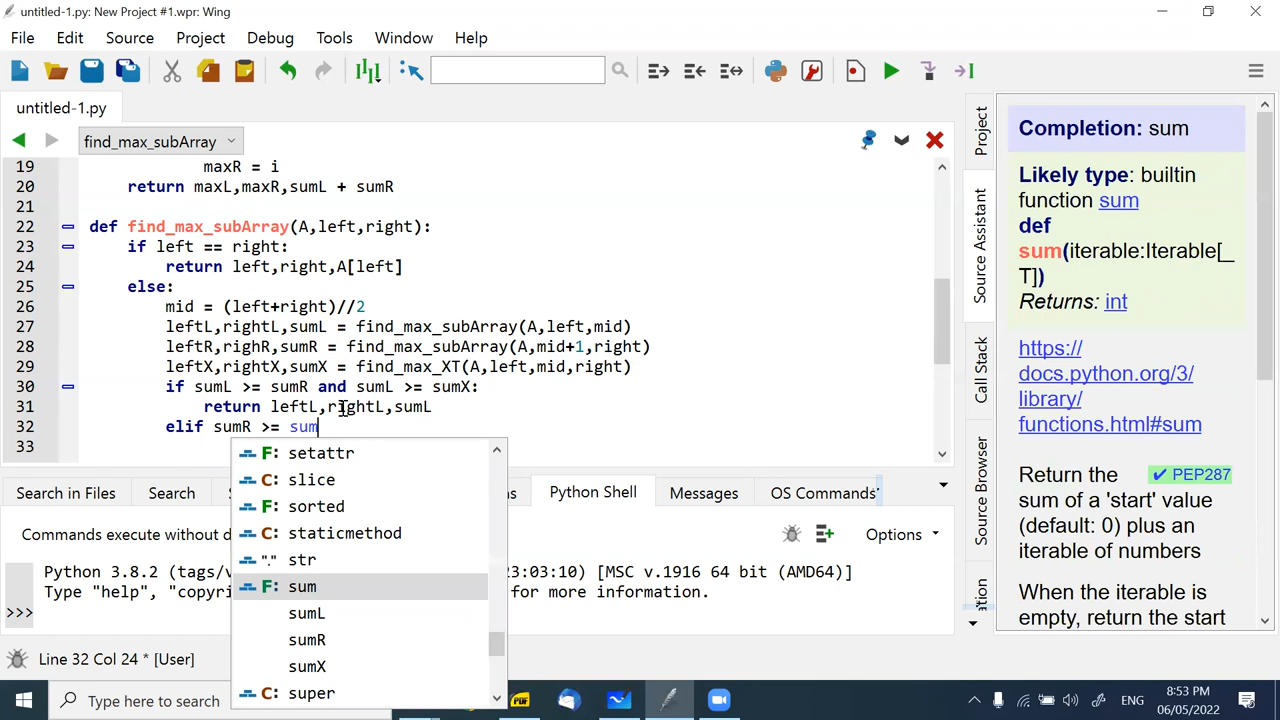 untitled-1.py: New Project #1.wpr: Wing
File Edit Source Project Debug Tools Window Help
untitled-1.py
find_max_subArray
19 maxR = i
20 return maxL,maxR,sumL + sumR
21
22 def find_max_subArray(A,left,right):
23 if left == right:
24 return left,right,A[left]
25 else:
26 mid = (left+right)//2
27 leftL,rightL,sumL = find_max_subArray(A,left,mid)
28 leftR,righR,sumR = find_max_subArray(A,mid+1,right)
29 leftX,rightX,sumX = find_max_XT(A,left,mid,right)
30 if sumL >= sumR and sumL >= sumX:
31 return leftL,rightL,sumL
32 elif sumR >= sum
33
F: setattr
C: slice
F: sorted
C: staticmethod
"." str
F: sum
sumL
sumR
sumX
C: super
Search in Files Search Python Shell Messages OS Commands
Commands execute without d
Options
Python 3.8.2 (tags/v 23:03:10) [MSC v.1916 64 bit (AMD64)]
Type "help", "copyri for more information.
>>>
Line 32 Col 24 * [User]
Project
Source Assistant
Call Stack
Source Browser
Completion: sum
Likely type: builtin
function sum
def
sum(iterable:Iterable[_
T])
Returns: int
https://
docs.python.org/3/
library/
functions.html#sum
Return the
✔ PEP287
sum of a 'start' value
(default: 0) plus an
iterable of numbers
When the iterable is
empty, return the start
Type here to search
ENG
8:53 PM
06/05/2022